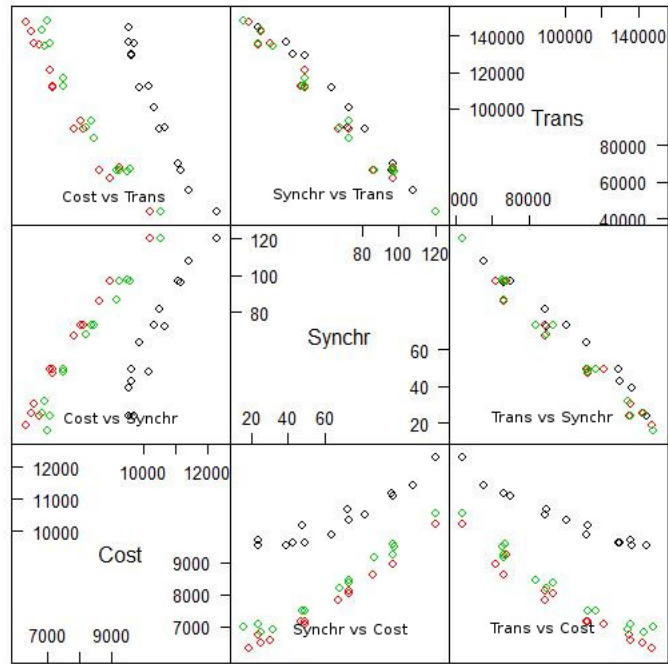 140000
120000
100000
100000 140000
Trans
Cost vs Trans
Synchr vs Trans
80000
60000
40000
000 80000
120
100
80
80 100 120
Synchr
60
40
20
Cost vs Synchr
Trans vs Synchr
20 40 60
10000 12000
12000
11000
10000
Cost
9000
8000
7000
Synchr vs Cost
Trans vs Cost
7000 9000